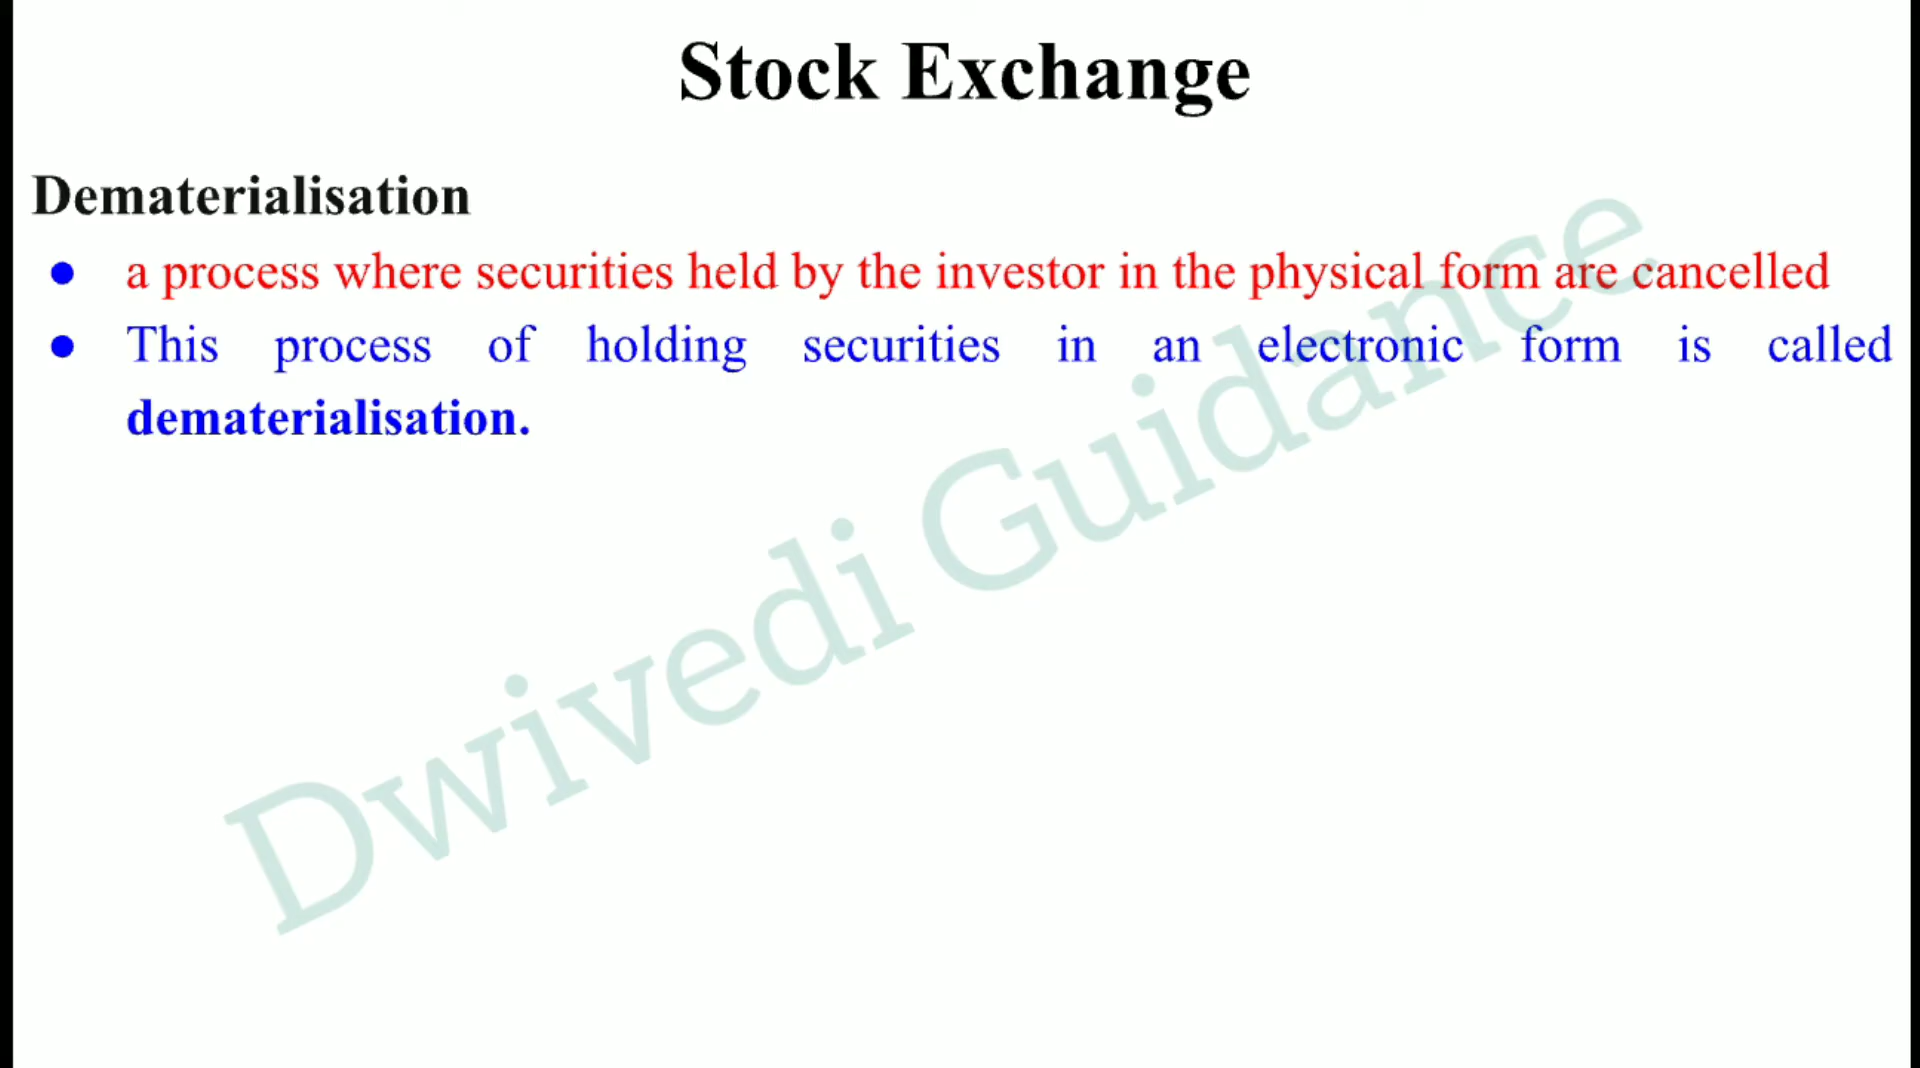 Stock Exchange
Dematerialisation
● a process where securities held by the investor in the physical form are cancelled
● This process of holding securities in an electronic form is called
dematerialisation.
Dwivedi Guidance